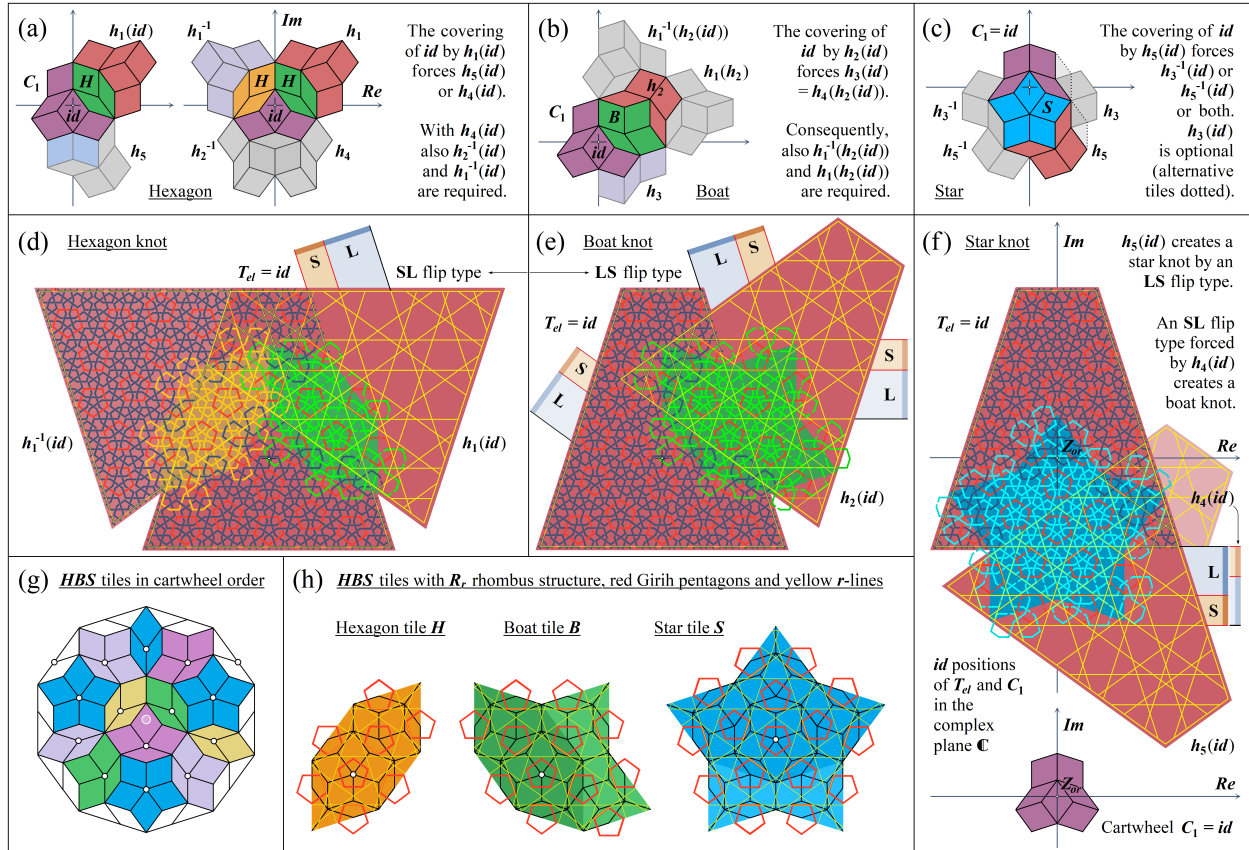 (a)
h₁(id)
C₁
H
id
h₅
Hexagon
h₁⁻¹
Im
h₁
H
H
Re
id
h₂⁻¹
h₄
The covering
of id by h₁(id)
forces h₅(id)
or h₄(id).
With h₄(id)
also h₂⁻¹(id)
and h₁⁻¹(id)
are required.
(b)
h₁⁻¹(h₂(id))
h₁(h₂)
h₂
C₁
B
id
h₃
Boat
The covering of
id by h₂(id)
forces h₃(id)
= h₄(h₂(id)).
Consequently,
also h₁⁻¹(h₂(id))
and h₁(h₂(id))
are required.
(c)
C₁ = id
S
h₃⁻¹
h₃
h₅⁻¹
h₅
Star
The covering of id
by h₅(id) forces
h₃⁻¹(id) or
h₅⁻¹(id)
or both.
h₃(id)
is optional
(alternative
tiles dotted).
(d)
Hexagon knot
S
L
Tₑₗ = id
SL flip type
h₁⁻¹(id)
h₁(id)
(e)
Boat knot
L
S
LS flip type
Tₑₗ = id
S
L
S
L
h₂(id)
(f)
Star knot
Im
h₅(id) creates a
star knot by an
LS flip type.
Tₑₗ = id
An SL flip
type forced
by h₄(id)
creates a
boat knot.
Zₒᵣ
Re
h₄(id)
L
S
id positions
of Tₑₗ and C₁
in the
complex
plane ℂ
h₅(id)
Im
Zₒᵣ
Re
Cartwheel C₁ = id
(g)
HBS tiles in cartwheel order
(h)
HBS tiles with Rᵣ rhombus structure, red Girih pentagons and yellow r-lines
Hexagon tile H
Boat tile B
Star tile S